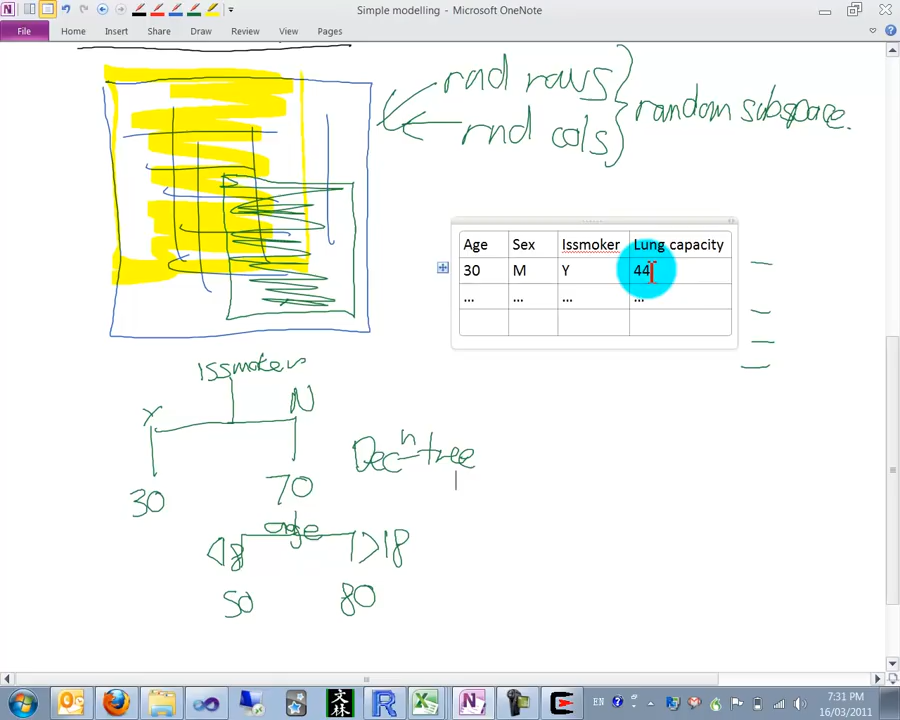 Simple modelling - Microsoft OneNote
File Home Insert Share Draw Review View Pages
rnd rows
rnd cols
random subspace.
Age Sex Issmoker Lung capacity
30 M Y 44
... ... ... ...
Issmoker
Y N
30 70
Decn tree
age
<18 >18
50 80
EN 7:31 PM
16/03/2011